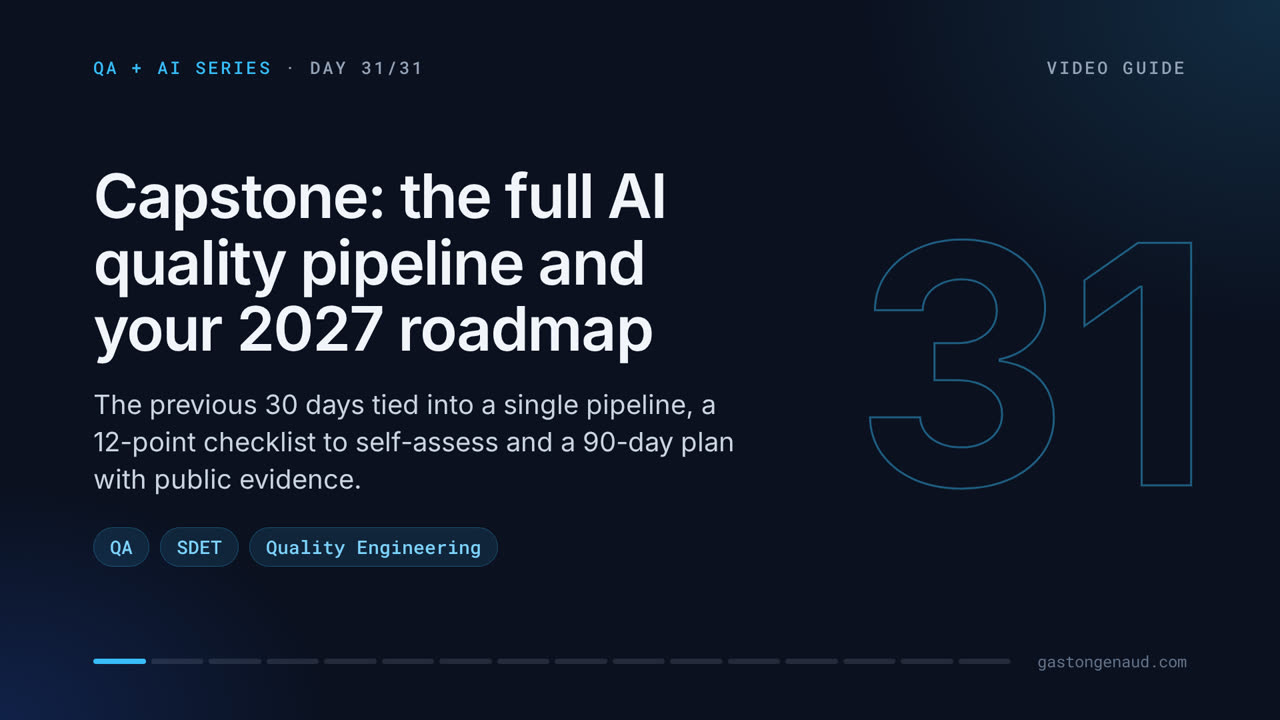 QA + AI SERIES · DAY 31/31
VIDEO GUIDE
Capstone: the full AI
quality pipeline and
your 2027 roadmap
31
The previous 30 days tied into a single pipeline, a
12-point checklist to self-assess and a 90-day plan
with public evidence.
QA
SDET
Quality Engineering
gastongenaud.com